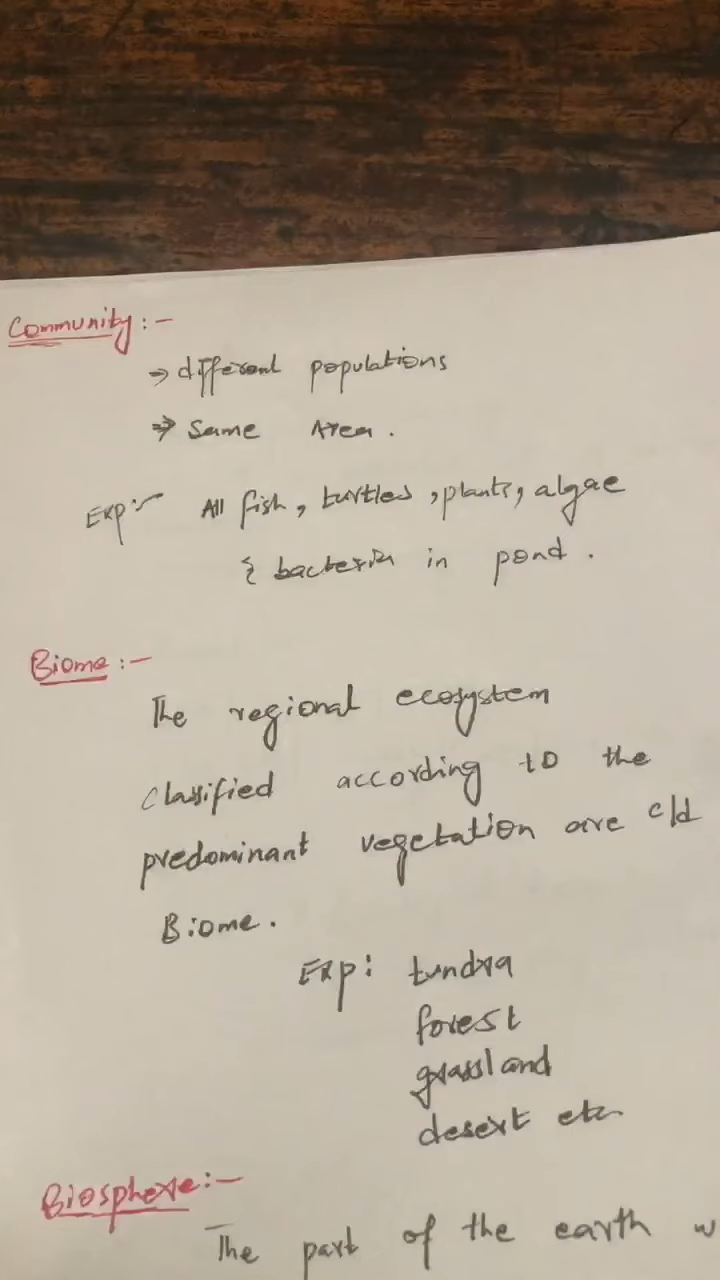 Community:-
→ different populations
→ Same Area.
Exp:- All fish, turtles, plants, algae
& bacteria in pond.
Biome:-
The regional ecosystem
classified according to the
predominant vegetation are c/d
Biome.
Exp: tundra
forest
grassland
desert etc
Biosphere:-
The part of the earth w